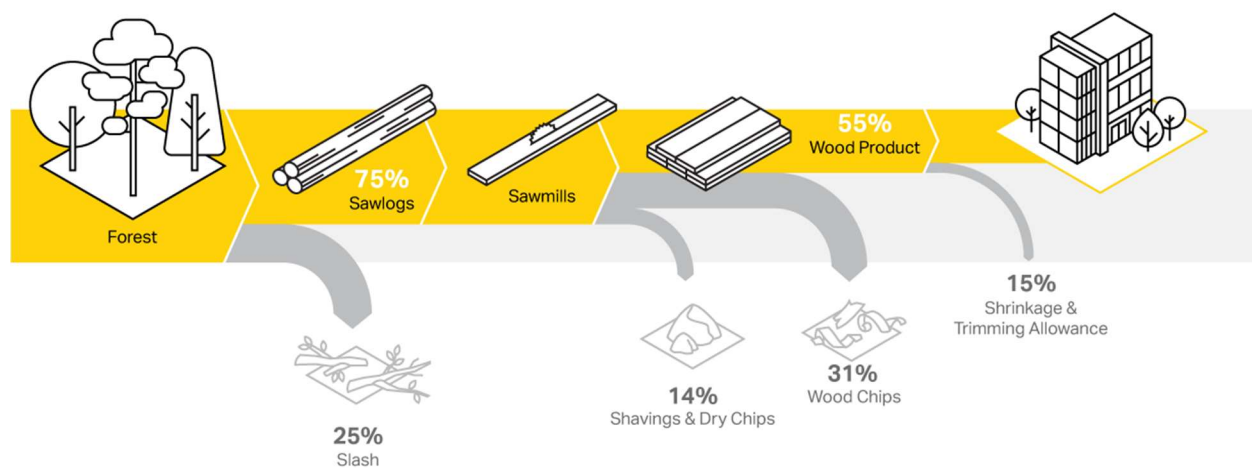 Forest
75%
Sawlogs
Sawmills
55%
Wood Product
25%
Slash
14%
Shavings & Dry Chips
31%
Wood Chips
15%
Shrinkage &
Trimming Allowance